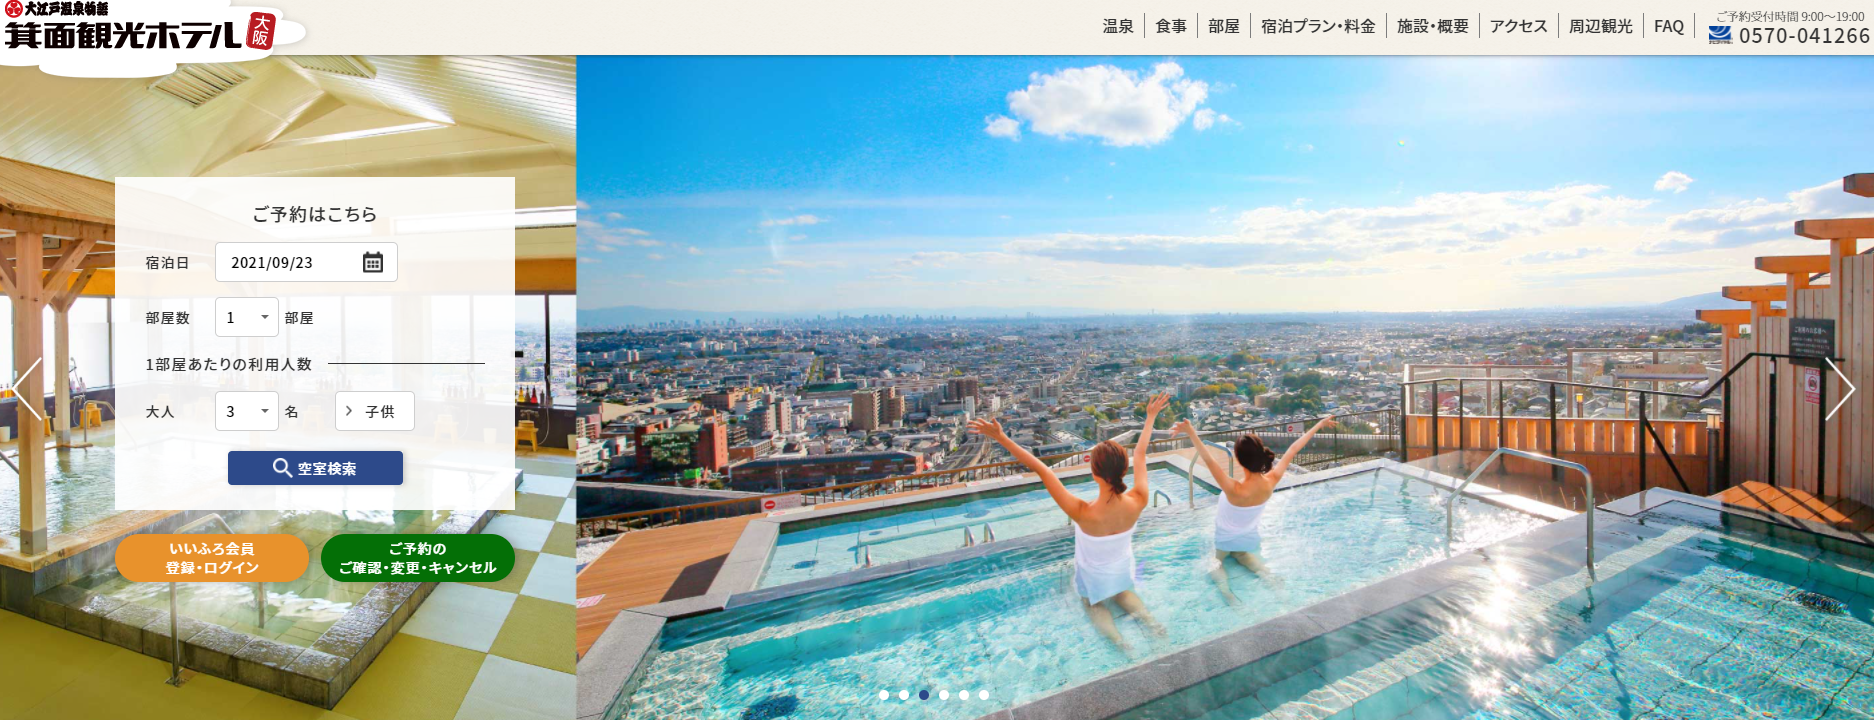 大江戸温泉物語
箕面観光ホテル
大阪
温泉
食事
部屋
宿泊プラン・料金
施設・概要
アクセス
周辺観光
FAQ
ご予約受付時間 9:00〜19:00
0570-041266
ご予約はこちら
宿泊日
2021/09/23
部屋数
1
部屋
1部屋あたりの利用人数
大人
3
名
子供
空室検索
いいふろ会員
登録・ログイン
ご予約の
ご確認・変更・キャンセル